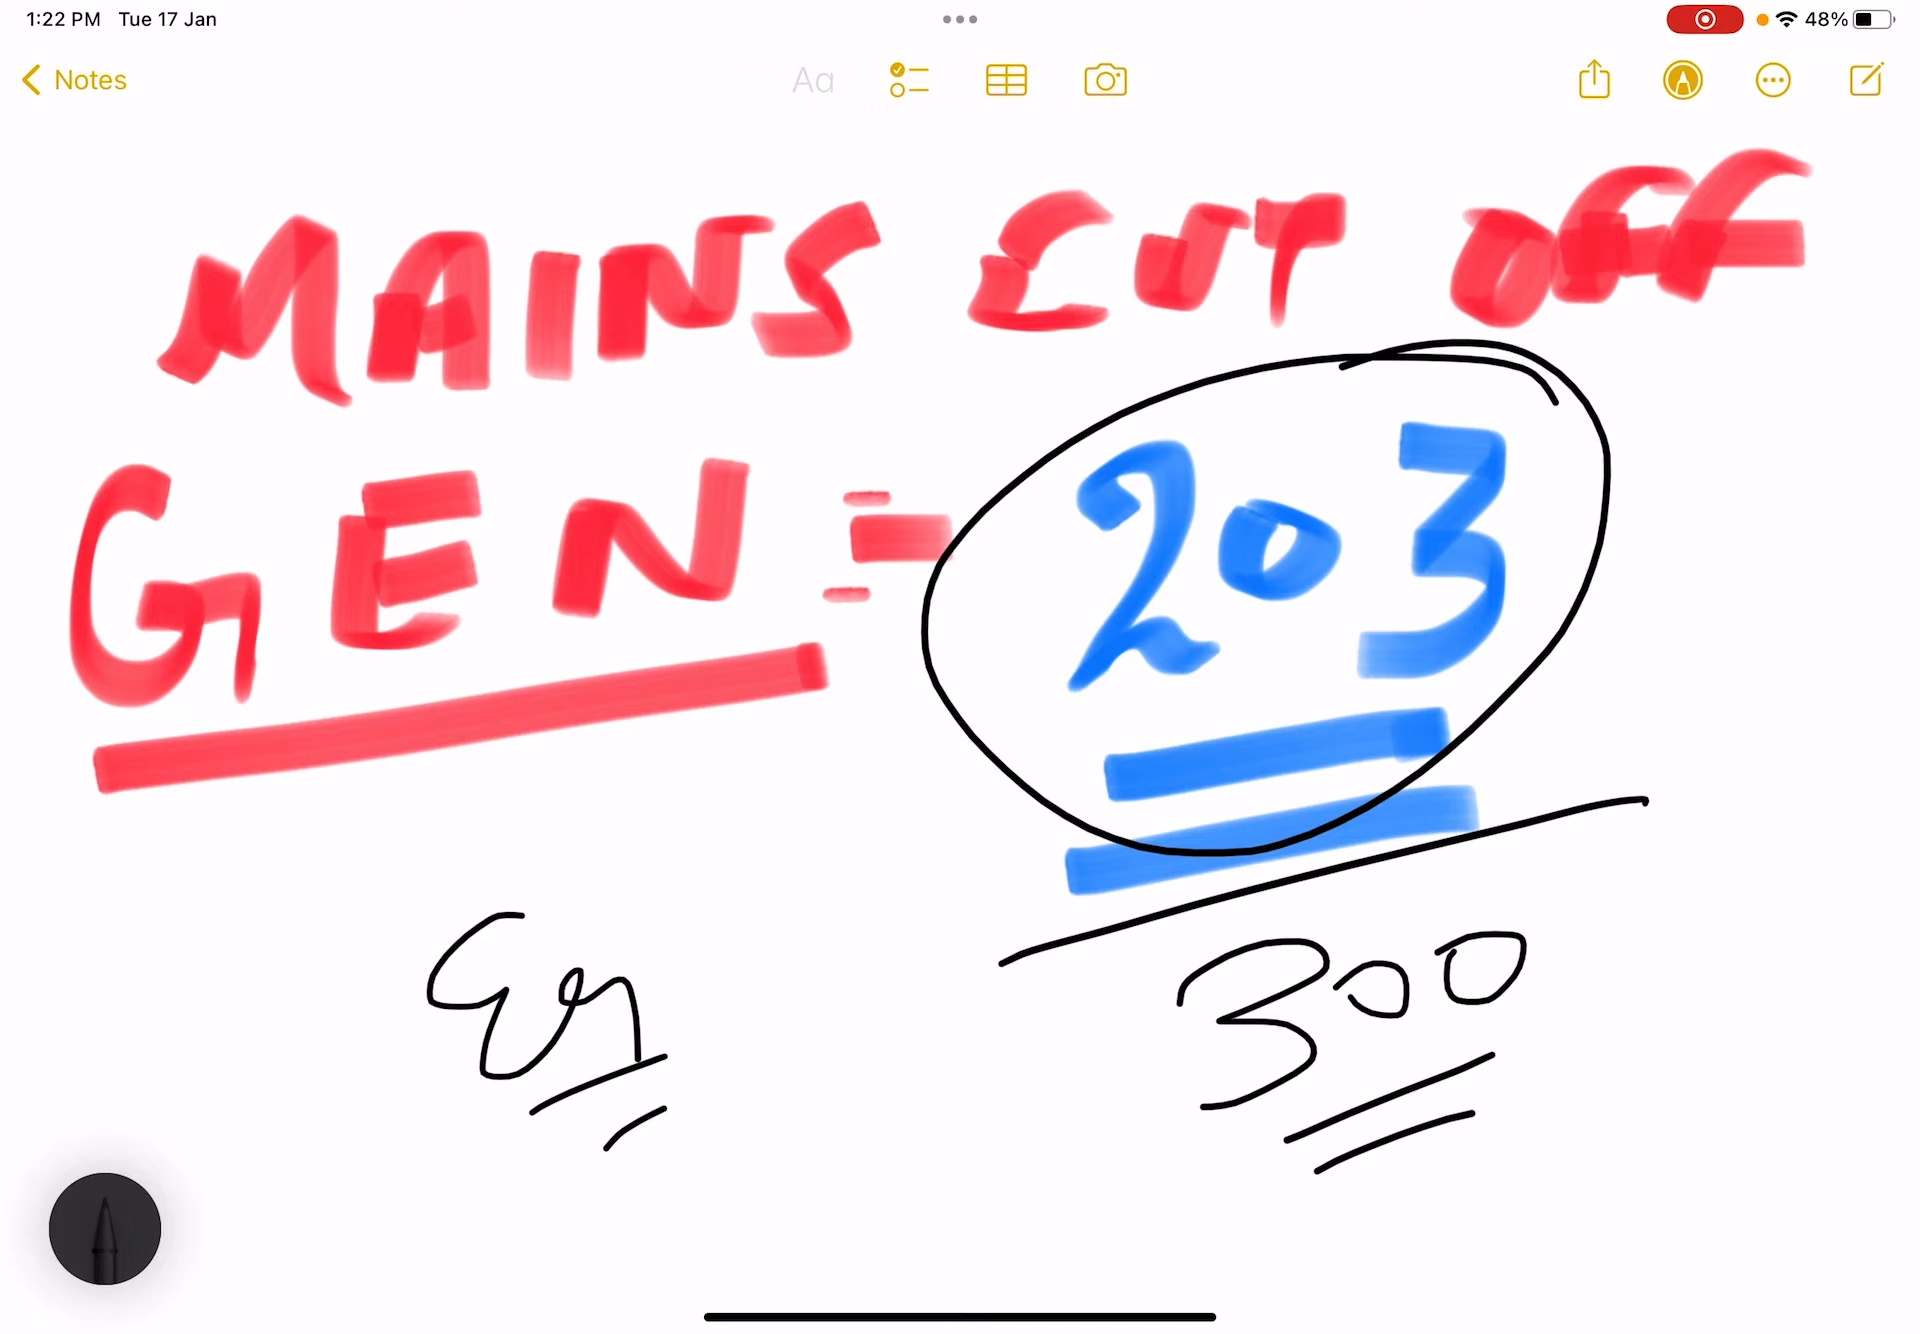 1:22 PM Tue 17 Jan
48%
Notes
Aa
MAINS CUT OFF
GEN = 203
300